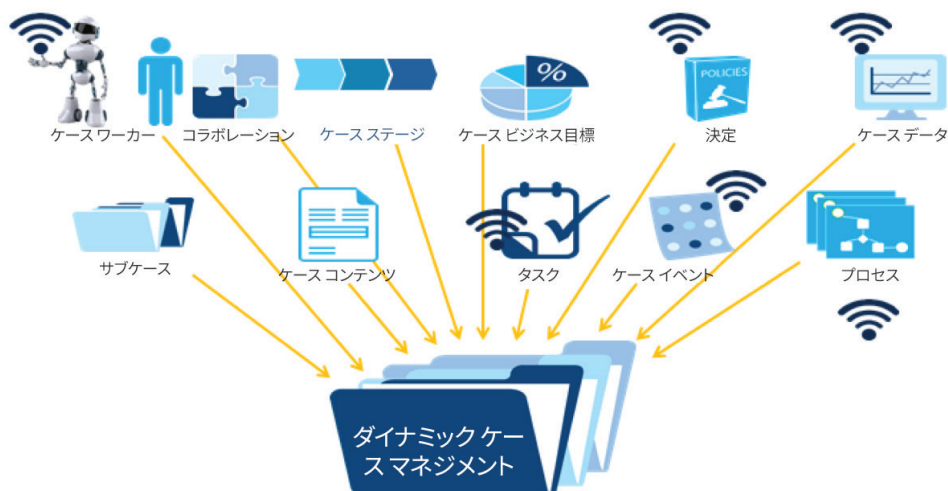 %
POLICIES
ケース ワーカー
コラボレーション
ケース ステージ
ケース ビジネス目標
決定
ケース データ
サブケース
ケース コンテンツ
タスク
ケース イベント
プロセス
ダイナミック ケー
ス マネジメント